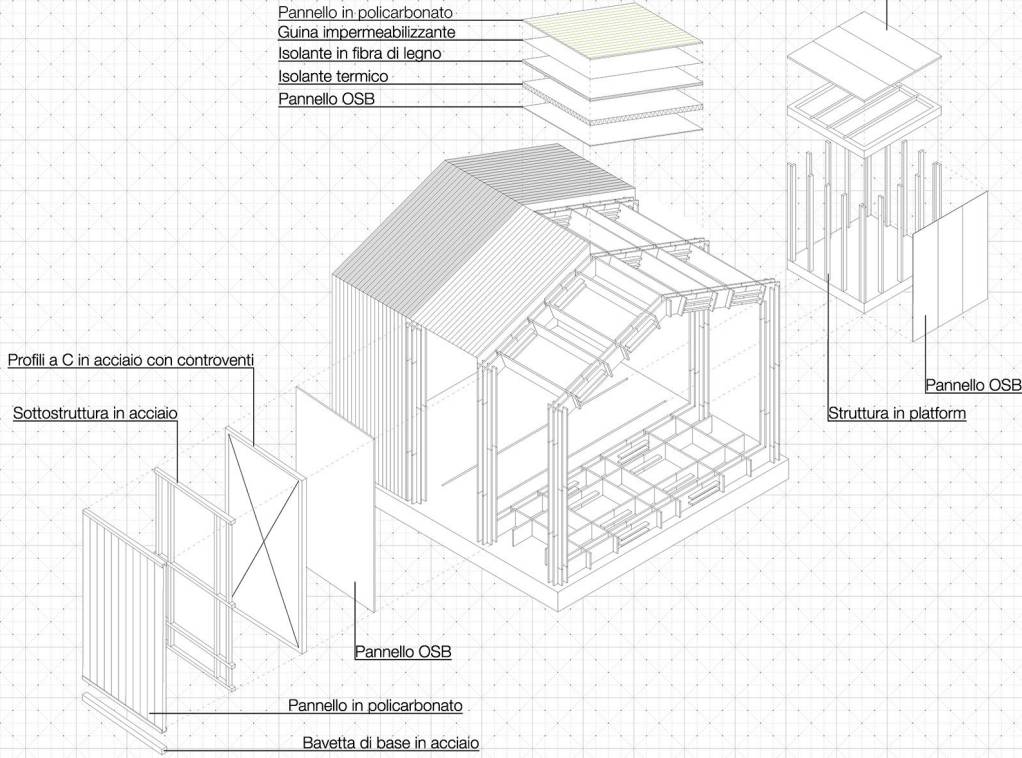 Pannello in policarbonato
Guina impermeabilizzante
Isolante in fibra di legno
Isolante termico
Pannello OSB
Profili a C in acciaio con controventi
Sottostruttura in acciaio
Pannello OSB
Struttura in platform
Pannello OSB
Pannello in policarbonato
Bavetta di base in acciaio